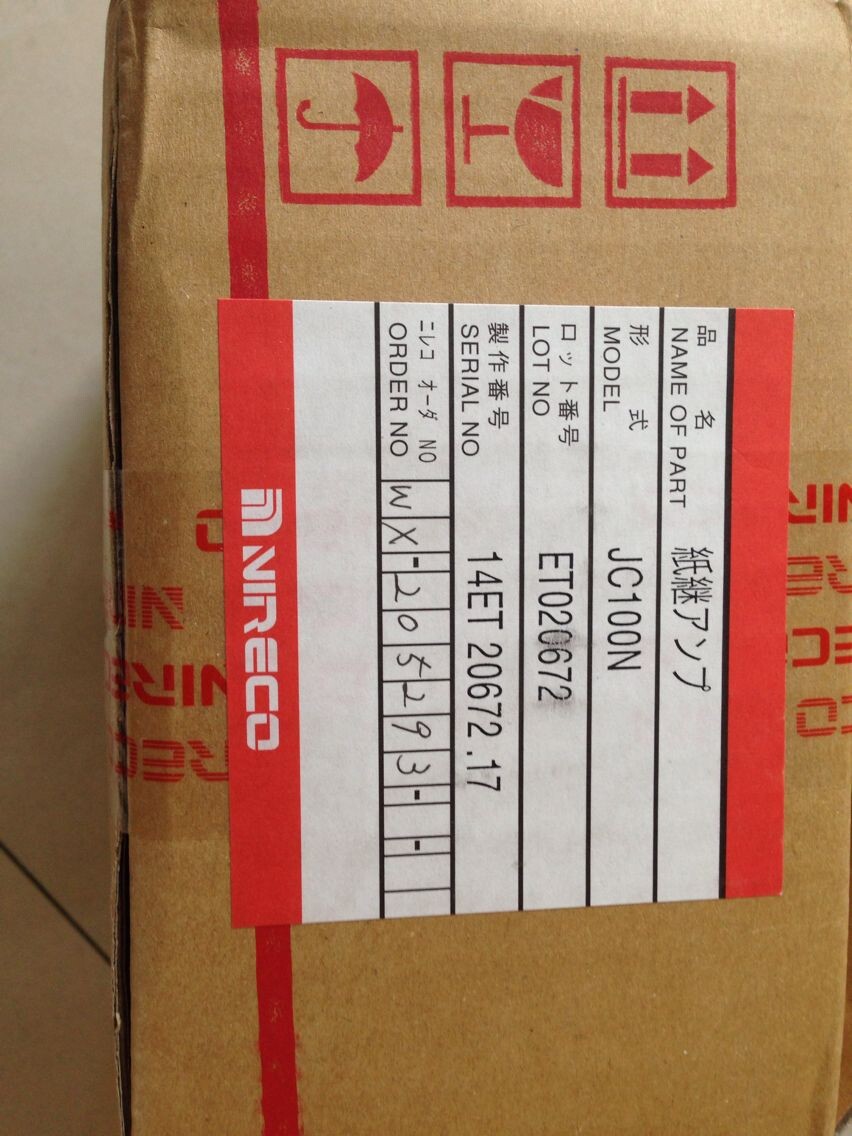 品名 紙継アンプ
NAME OF PART
形式 JC100N
MODEL
ロット番号 ET020672
LOT NO
製作番号 14ET 20672.17
SERIAL NO
ニレコ オーダ NO WX-205293- -
ORDER NO
NIRECO